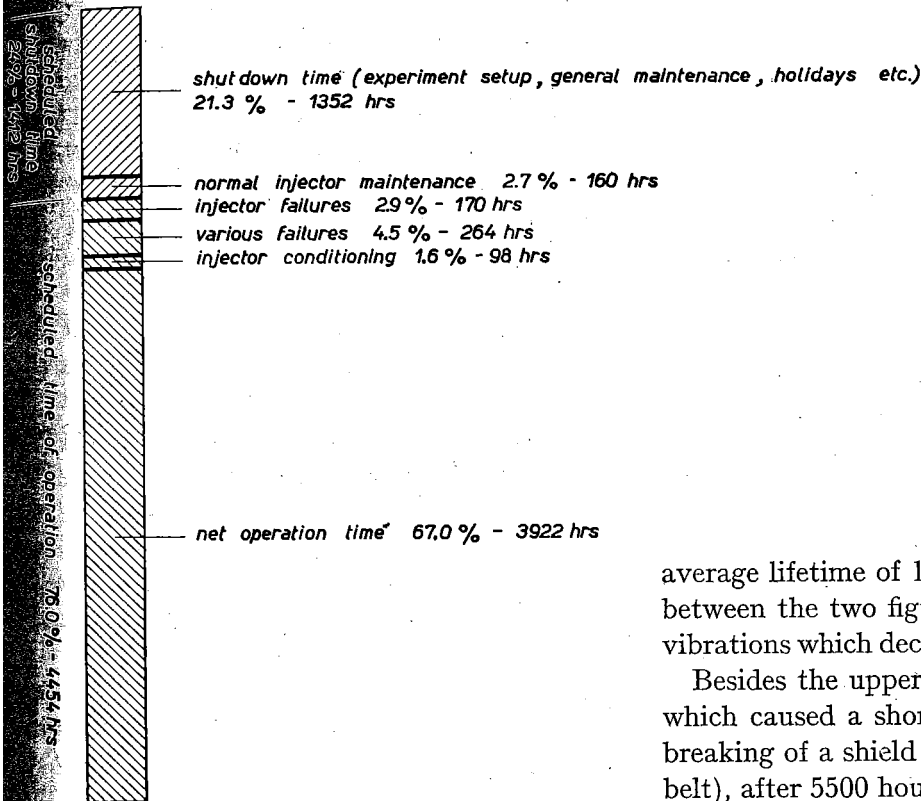 scheduled
shutdown time
24% - 1412 hrs
shut down time (experiment setup, general maintenance, holidays etc.)
21.3 % - 1352 hrs
normal injector maintenance 2.7 % - 160 hrs
injector failures 2.9 % - 170 hrs
various failures 4.5 % - 264 hrs
injector conditioning 1.6 % - 98 hrs
scheduled time of operation 76.0 % - 4454 hrs
net operation time 67.0 % - 3922 hrs
average lifetime of 1
between the two fig
vibrations which dec
Besides the upper
which caused a shor
breaking of a shield
belt), after 5500 hou